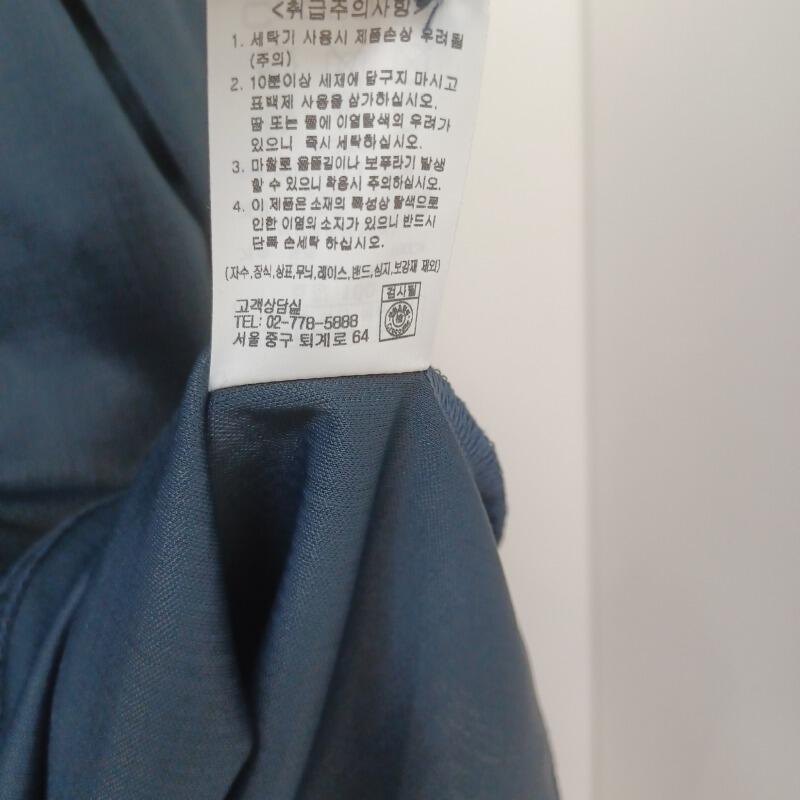 <취급주의사항>
1. 세탁기 사용시 제품손상 우려됨
(주의)
2. 10분이상 세재에 담구지 마시고
표백제 사용을 삼가하십시오.
땀 또는 물에 이염탈색의 우려가
있으니 즉시 세탁하십시오.
3. 마찰로 올뜯김이나 보푸라기 발생
할 수 있으니 착용시 주의하십시오.
4. 이 제품은 소재의 특성상 탈색으로
인한 이염의 소지가 있으니 반드시
단독 손세탁 하십시오.
(자수,장식,상표,무늬,레이스,밴드,심지,보강재 제외)
고객상담실
TEL: 02-778-5888
서울 중구 퇴계로 64
검사필